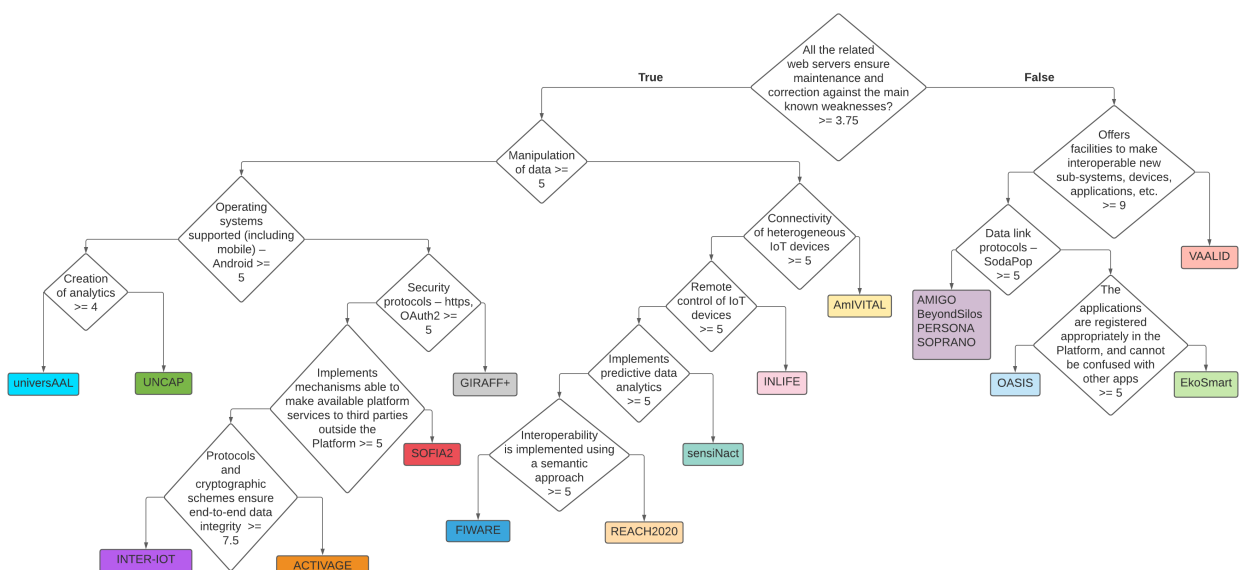 All the related
web servers ensure
maintenance and
correction against the main
known weaknesses?
>= 3.75
True
False
Manipulation
of data >=
5
Offers
facilities to make
interoperable new
sub-systems, devices,
applications, etc.
>= 9
Operating
systems
supported (including
mobile) –
Android >=
5
Connectivity
of heterogeneous
IoT devices
>= 5
Data link
protocols –
SodaPop
>= 5
VAALID
Creation
of analytics
>= 4
Security
protocols – https,
OAuth2 >=
5
Remote
control of IoT
devices
>= 5
AmIVITAL
AMIGO
BeyondSilos
PERSONA
SOPRANO
The
applications
are registered
appropriately in the
Platform, and cannot
be confused with
other apps
>= 5
universAAL
UNCAP
Implements
mechanisms able to
make available platform
services to third parties
outside the
Platform >= 5
GIRAFF+
Implements
predictive data
analytics
>= 5
INLIFE
OASIS
EkoSmart
Protocols
and
cryptographic
schemes ensure
end-to-end data
integrity >=
7.5
SOFIA2
Interoperability
is implemented using
a semantic
approach
>= 5
sensiNact
INTER-IOT
ACTIVAGE
FIWARE
REACH2020